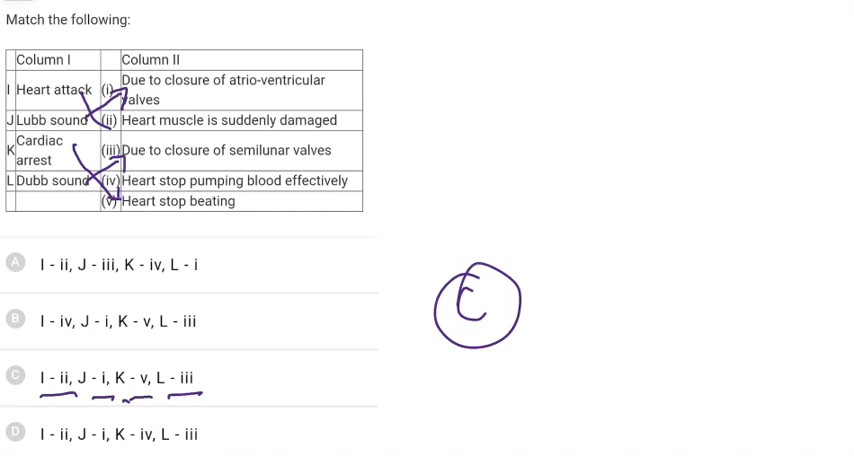 Match the following:
Column I Column II
I Heart attack (i) Due to closure of atrio-ventricular
valves
J Lubb sound (ii) Heart muscle is suddenly damaged
K Cardiac
arrest (iii) Due to closure of semilunar valves
L Dubb sound (iv) Heart stop pumping blood effectively
(v) Heart stop beating
A I - ii, J - iii, K - iv, L - i
B I - iv, J - i, K - v, L - iii
C I - ii, J - i, K - v, L - iii
D I - ii, J - i, K - iv, L - iii